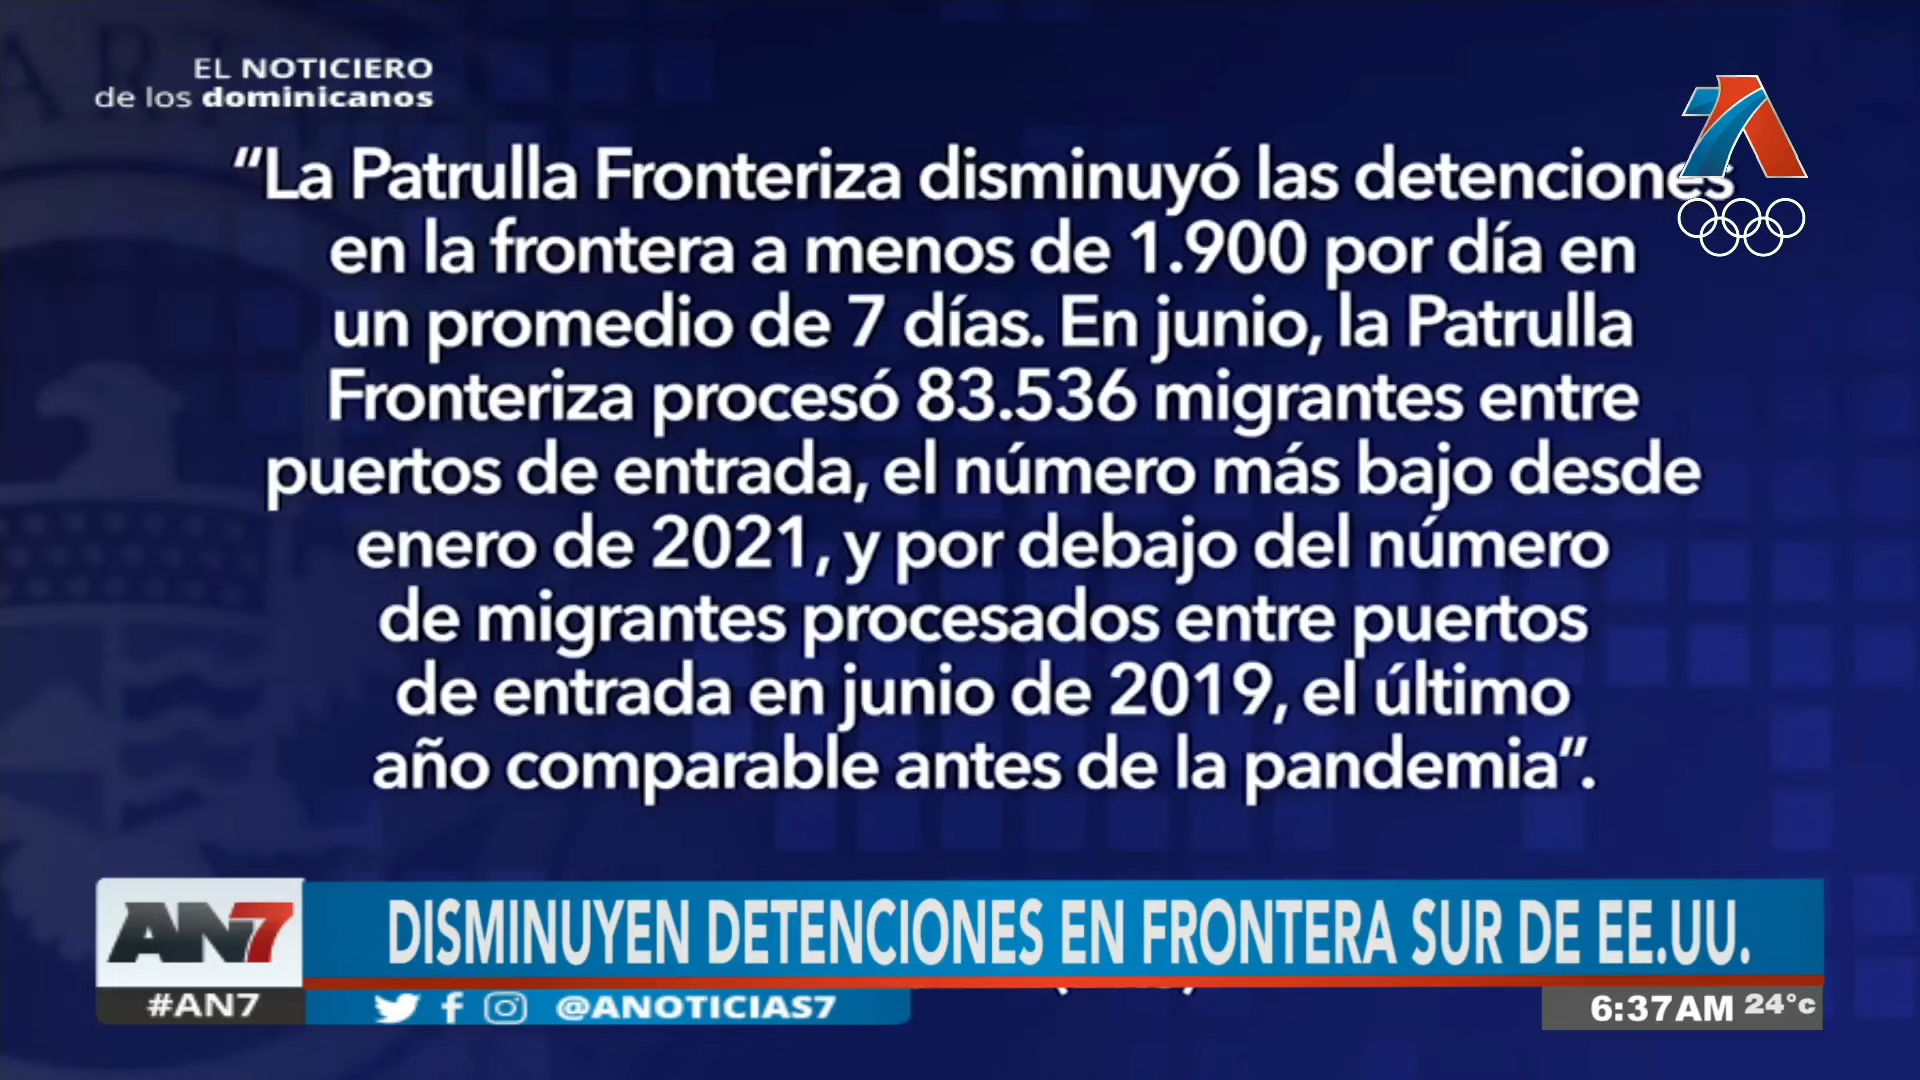 EL NOTICIERO
de los dominicanos
“La Patrulla Fronteriza disminuyó las detenciones
en la frontera a menos de 1.900 por día en
un promedio de 7 días. En junio, la Patrulla
Fronteriza procesó 83.536 migrantes entre
puertos de entrada, el número más bajo desde
enero de 2021, y por debajo del número
de migrantes procesados entre puertos
de entrada en junio de 2019, el último
año comparable antes de la pandemia”.
AN7
DISMINUYEN DETENCIONES EN FRONTERA SUR DE EE.UU.
#AN7
@ANOTICIAS7
6:37AM 24°c